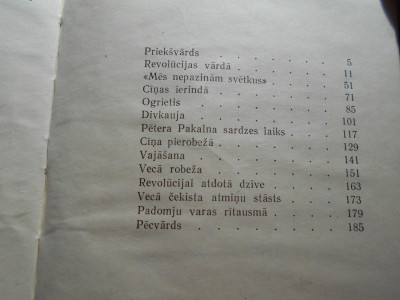 Priekšvārds . . . . . . . 5
Revolūcijas vārdā . . . . . . 11
«Mēs nepazinām svētkus» . . . . 51
Cīņas ierindā . . . . . . 71
Ogrietis . . . . . . . 85
Divkauja . . . . . . . 101
Pētera Pakalna sardzes laiks . . . 117
Cīņa pierobežā . . . . . . 129
Vajāšana . . . . . . . 141
Vecā robeža . . . . . . 151
Revolūcijai atdotā dzīve . . . . 163
Vecā čekista atmiņu stāsts . . . . 173
Padomju varas rītausmā . . . . 179
Pēcvārds . . . . . . . 185